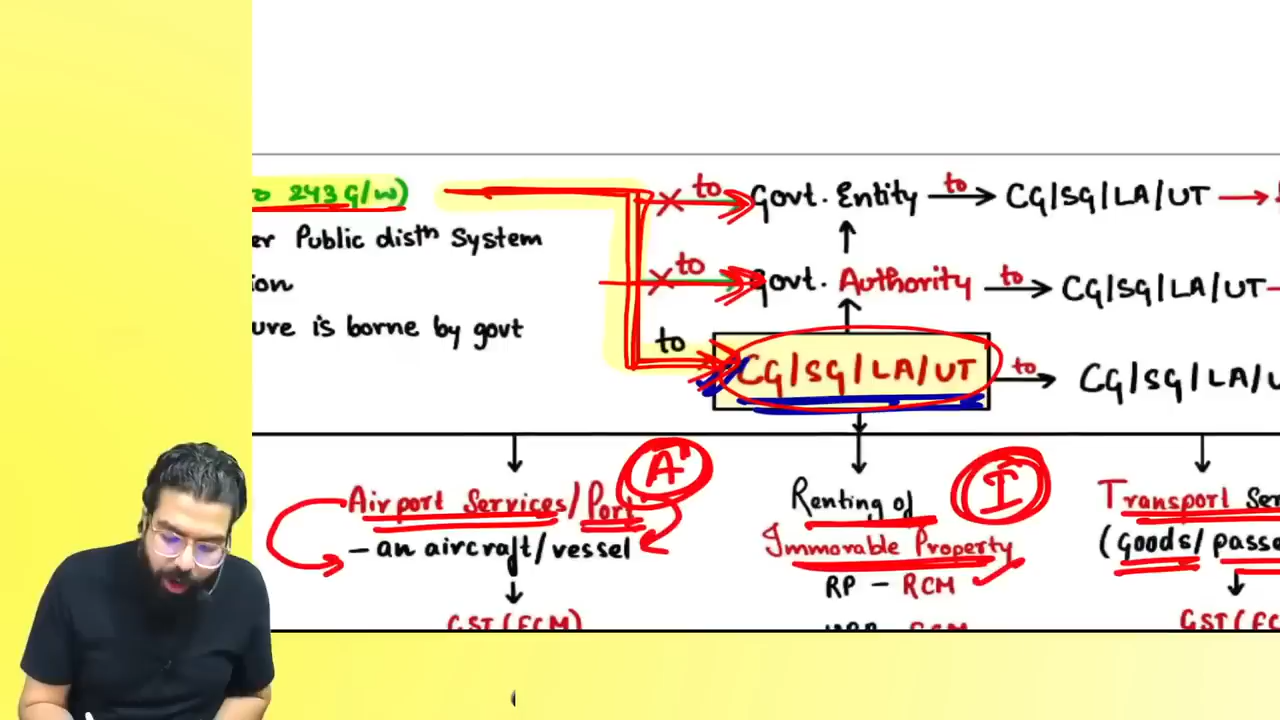 o 243G/W)
er Public distⁿ System
ion
ure is borne by govt
to Govt. Entity to CG/SG/LA/UT
to Govt. Authority to CG/SG/LA/UT
to CG/SG/LA/UT to CG/SG/LA/U
Airport Services/Port
A
- an aircraft/vessel
GST(FCM)
Renting of
I
Immovable Property
RP - RCM
Transport Ser
(Goods/passe
GST(FC